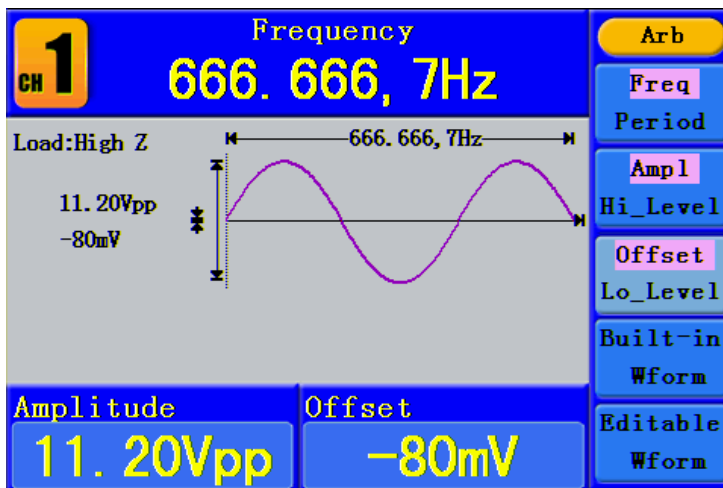 CH 1
Frequency
666.666,7Hz
Load:High Z
666.666,7Hz
11.20Vpp
-80mV
Amplitude
11.20Vpp
Offset
-80mV
Arb
Freq
Period
Ampl
Hi_Level
Offset
Lo_Level
Built-in
Wform
Editable
Wform